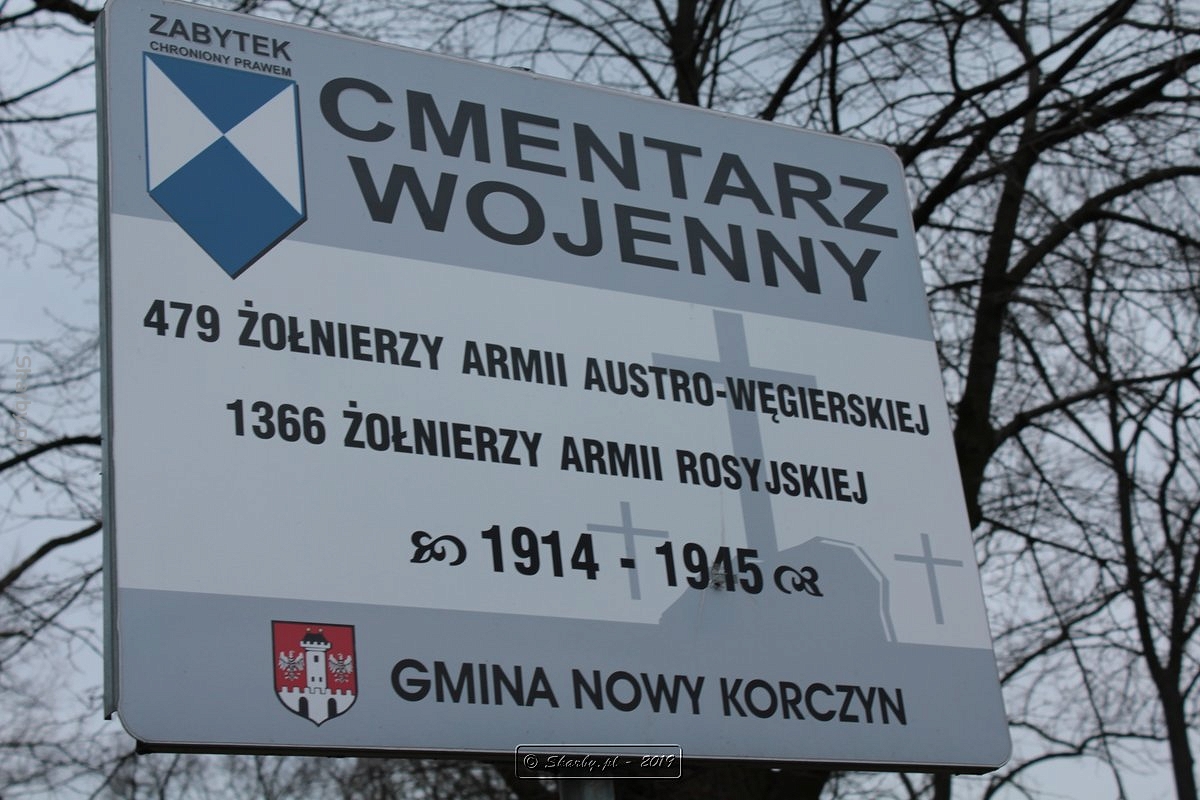 ZABYTEK
CHRONIONY PRAWEM
CMENTARZ
WOJENNY
479 ŻOŁNIERZY ARMII AUSTRO-WĘGIERSKIEJ
1366 ŻOŁNIERZY ARMII ROSYJSKIEJ
1914 - 1945
GMINA NOWY KORCZYN
© Skarby.pl - 2019